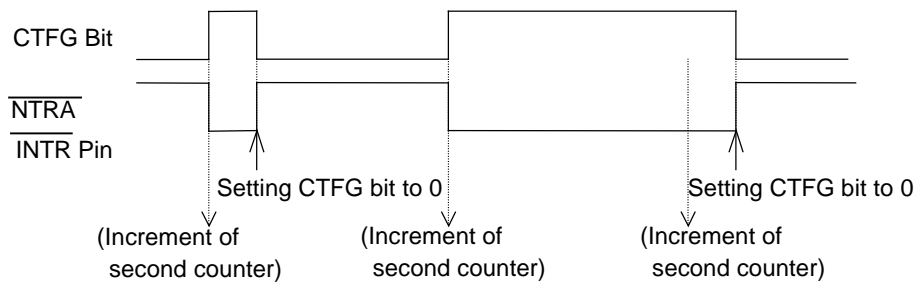 CTFG Bit
NTRA
INTR Pin
Setting CTFG bit to 0
Setting CTFG bit to 0
(Increment of
second counter)
(Increment of
second counter)
(Increment of
second counter)